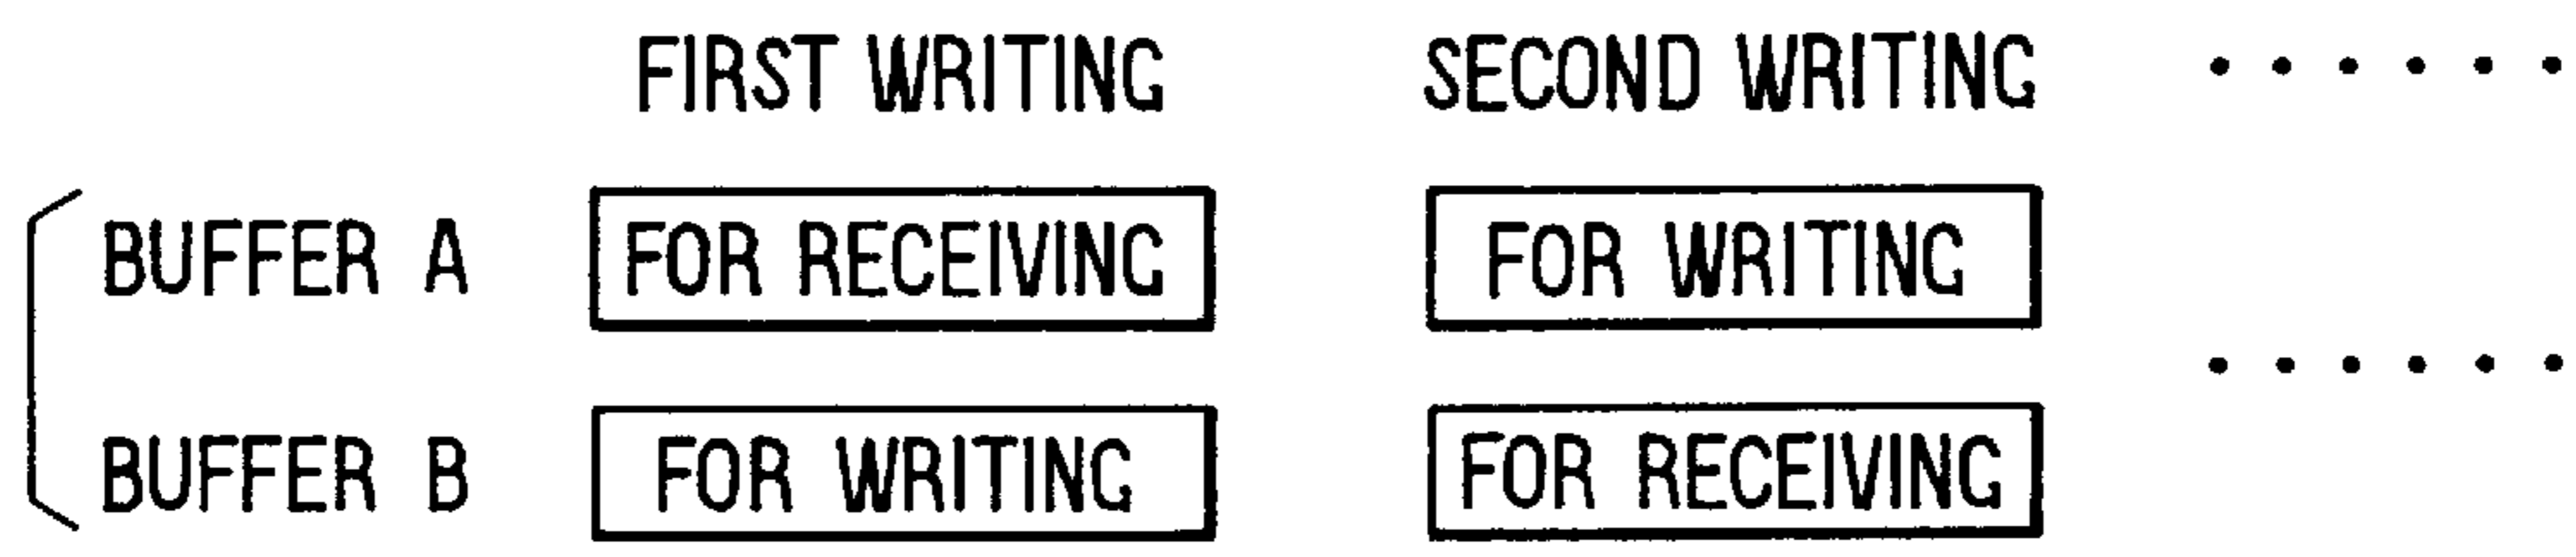 FIRST WRITING SECOND WRITING ......
BUFFER A FOR RECEIVING FOR WRITING
......
BUFFER B FOR WRITING FOR RECEIVING